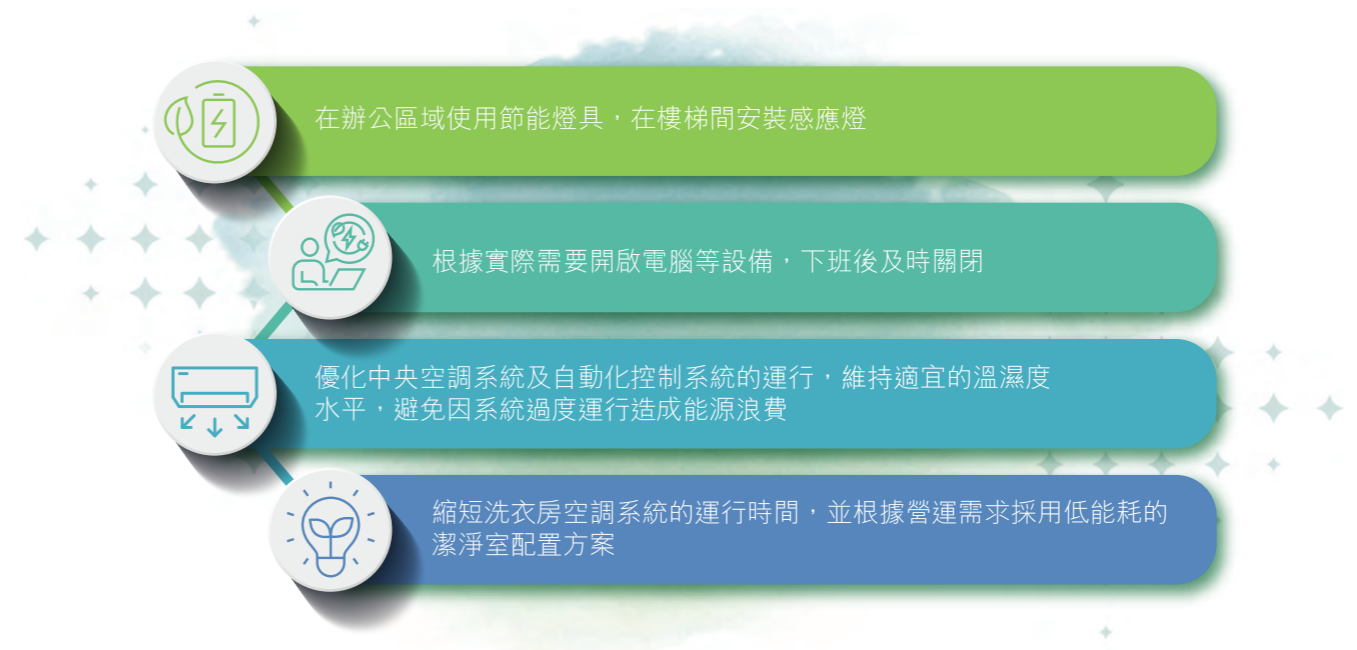 在辦公區域使用節能燈具，在樓梯間安裝感應燈
根據實際需要開啟電腦等設備，下班後及時關閉
優化中央空調系統及自動化控制系統的運行，維持適宜的溫濕度
水平，避免因系統過度運行造成能源浪費
縮短洗衣房空調系統的運行時間，並根據營運需求採用低能耗的
潔淨室配置方案